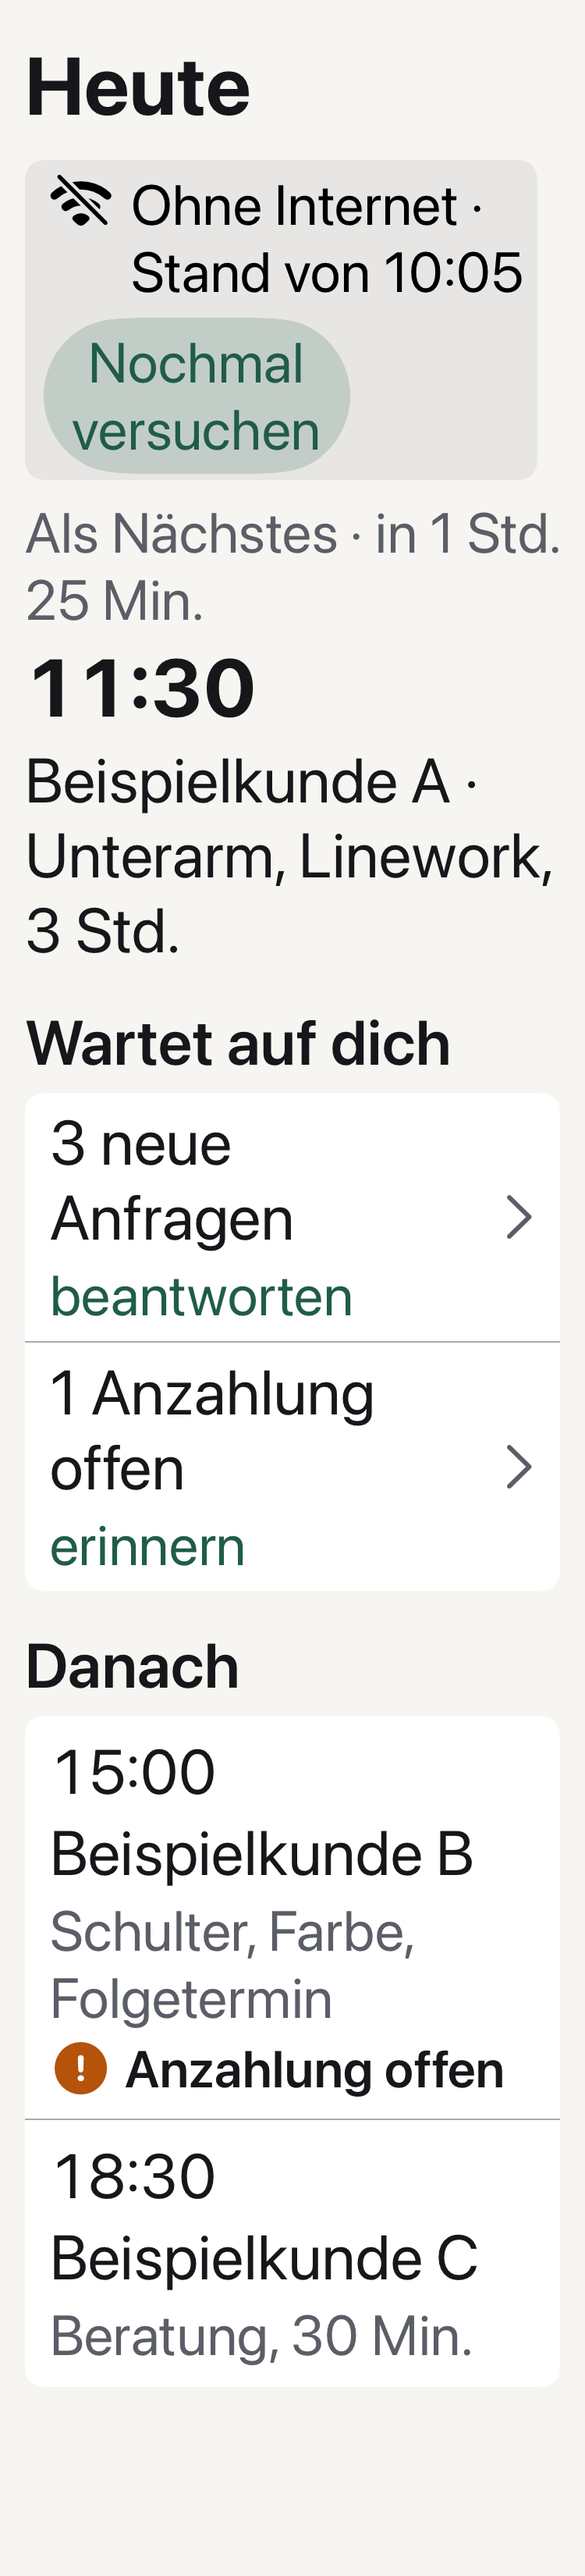 Heute
Ohne Internet ·
Stand von 10:05
Nochmal
versuchen
Als Nächstes · in 1 Std.
25 Min.
11:30
Beispielkunde A ·
Unterarm, Linework,
3 Std.
Wartet auf dich
3 neue
Anfragen
beantworten
1 Anzahlung
offen
erinnern
Danach
15:00
Beispielkunde B
Schulter, Farbe,
Folgetermin
Anzahlung offen
18:30
Beispielkunde C
Beratung, 30 Min.